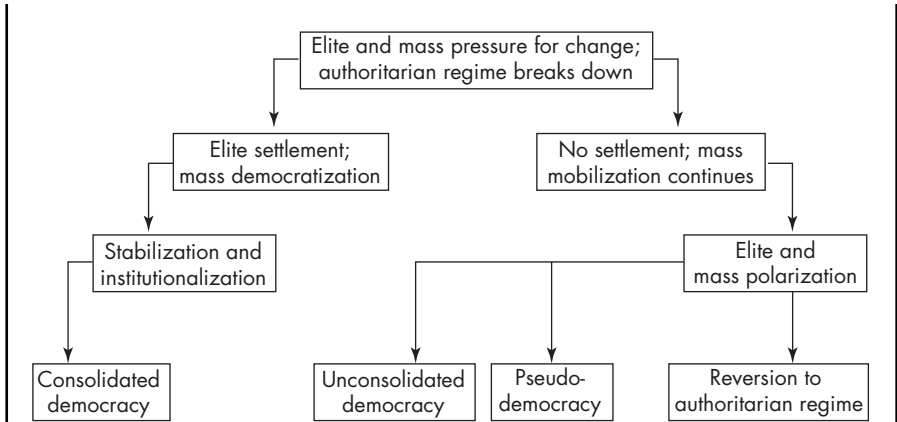 Elite and mass pressure for change;
authoritarian regime breaks down
Elite settlement;
mass democratization
No settlement; mass
mobilization continues
Stabilization and
institutionalization
Elite and
mass polarization
Consolidated
democracy
Unconsolidated
democracy
Pseudo-
democracy
Reversion to
authoritarian regime